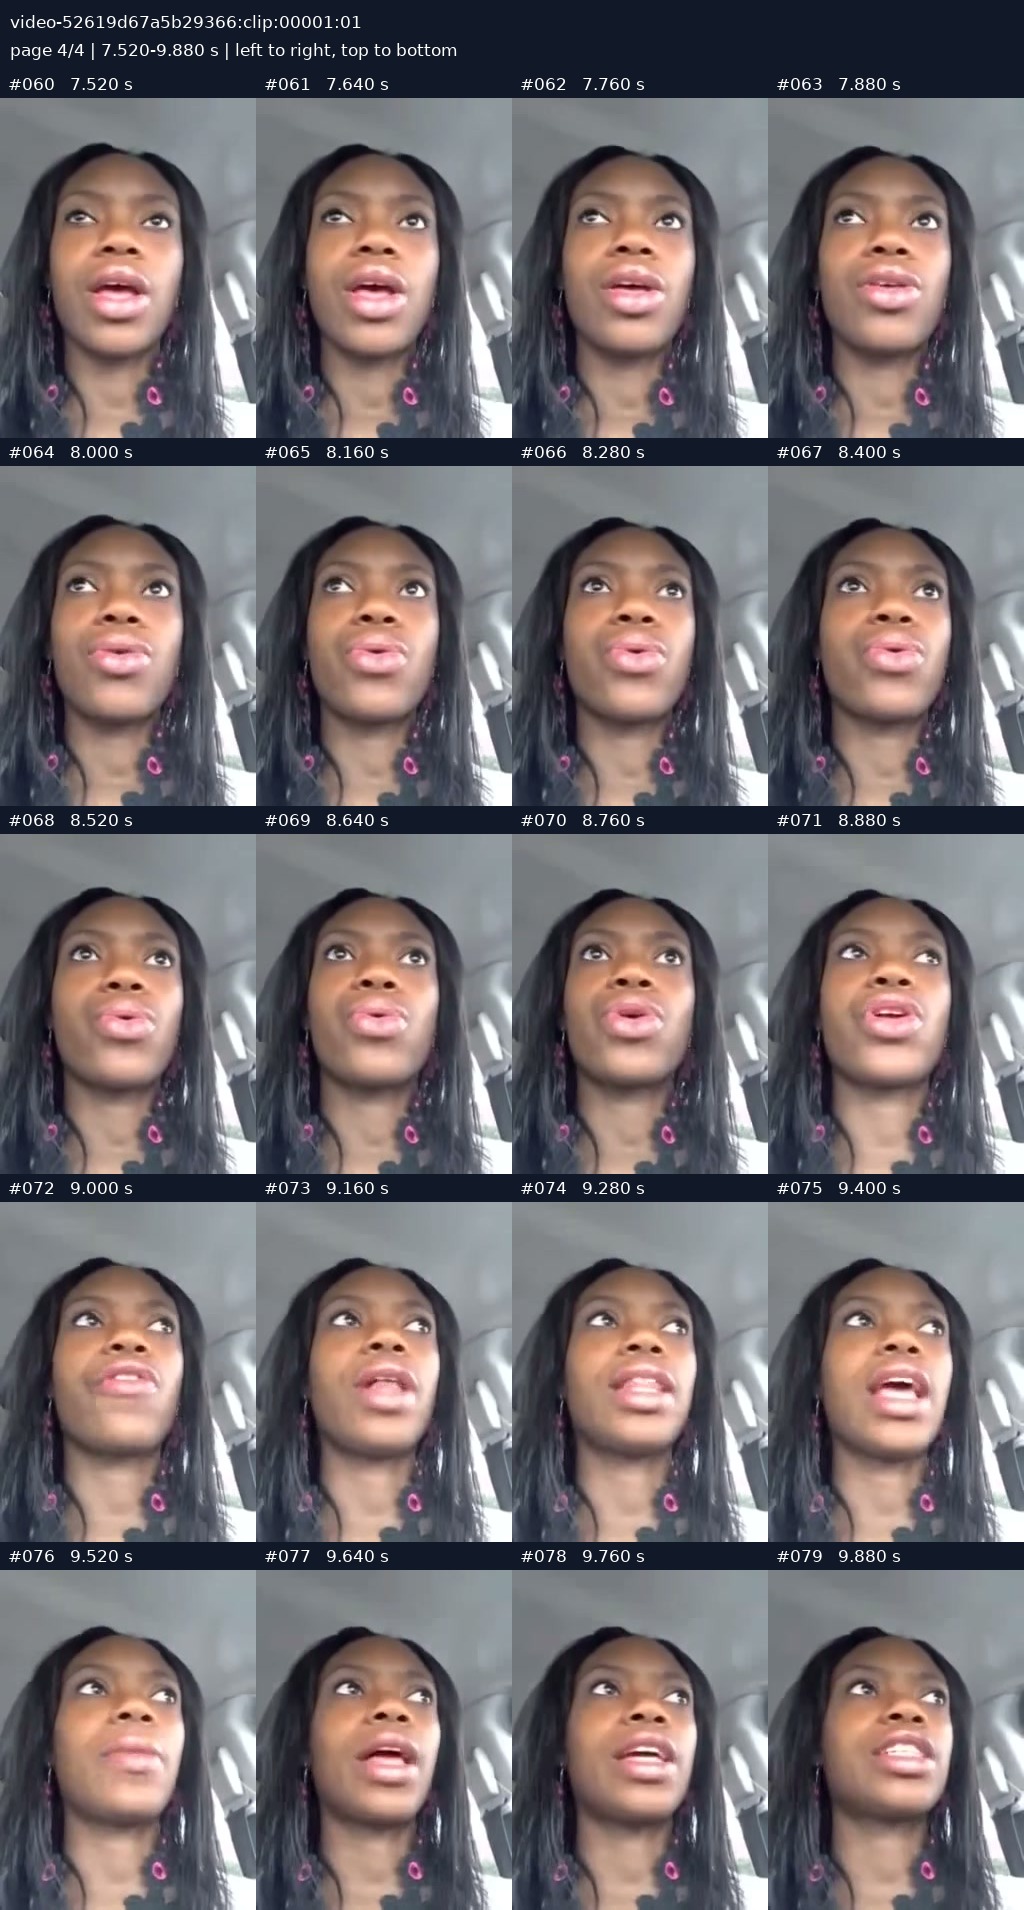 video-52619d67a5b29366:clip:00001:01
page 4/4 | 7.520-9.880 s | left to right, top to bottom
#060 7.520 s
#061 7.640 s
#062 7.760 s
#063 7.880 s
#064 8.000 s
#065 8.160 s
#066 8.280 s
#067 8.400 s
#068 8.520 s
#069 8.640 s
#070 8.760 s
#071 8.880 s
#072 9.000 s
#073 9.160 s
#074 9.280 s
#075 9.400 s
#076 9.520 s
#077 9.640 s
#078 9.760 s
#079 9.880 s